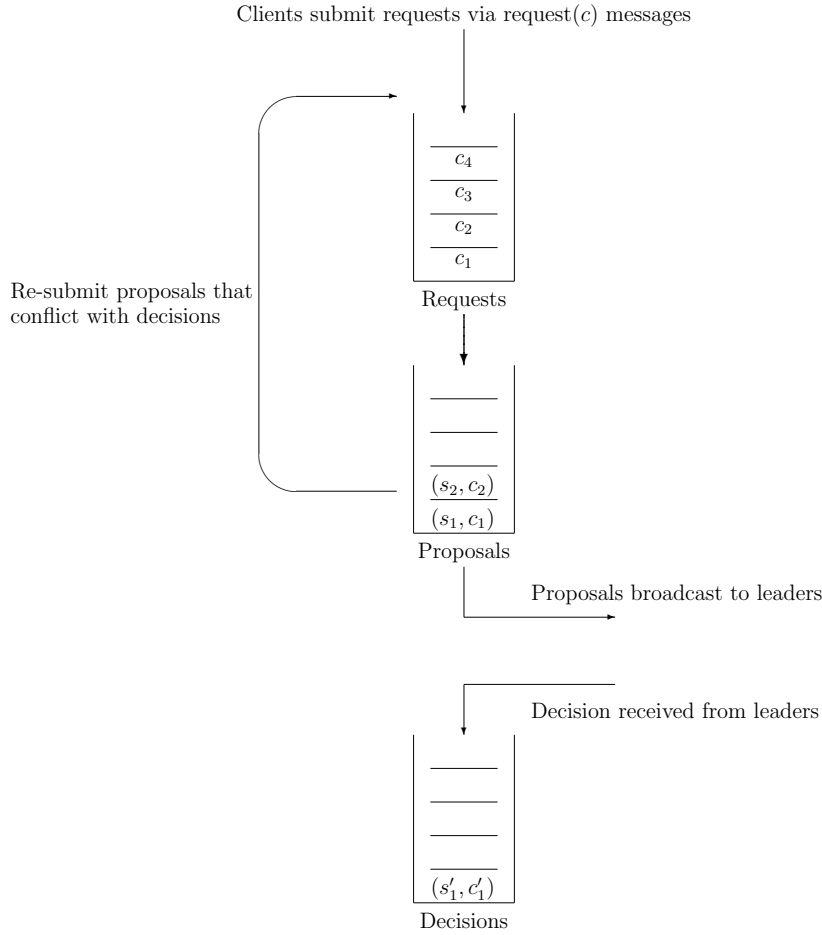 Clients submit requests via request(c) messages
c₄
c₃
c₂
c₁
Requests
Re-submit proposals that
conflict with decisions
(s₂, c₂)
(s₁, c₁)
Proposals
Proposals broadcast to leaders
Decision received from leaders
(s′₁, c′₁)
Decisions